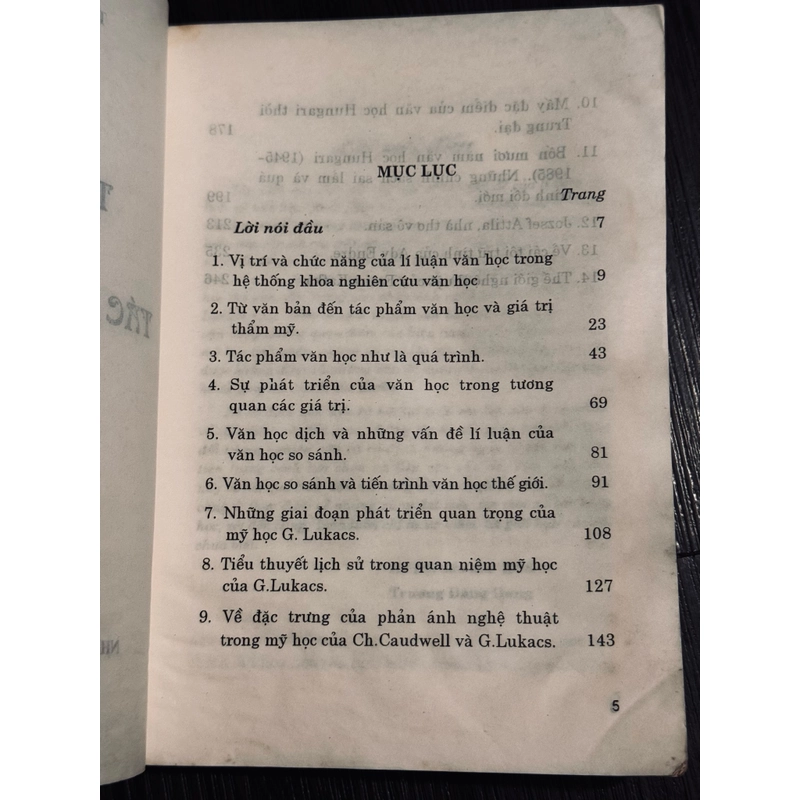 MỤC LỤC
Trang
Lời nói đầu 7
1. Vị trí và chức năng của lí luận văn học trong
hệ thống khoa nghiên cứu văn học 9
2. Từ văn bản đến tác phẩm văn học và giá trị
thẩm mỹ. 23
3. Tác phẩm văn học như là quá trình. 43
4. Sự phát triển của văn học trong tương
quan các giá trị. 69
5. Văn học dịch và những vấn đề lí luận của
văn học so sánh. 81
6. Văn học so sánh và tiến trình văn học thế giới. 91
7. Những giai đoạn phát triển quan trọng của
mỹ học G. Lukacs. 108
8. Tiểu thuyết lịch sử trong quan niệm mỹ học
của G.Lukacs. 127
9. Về đặc trưng của phản ánh nghệ thuật
trong mỹ học của Ch.Caudwell và G.Lukacs. 143
5